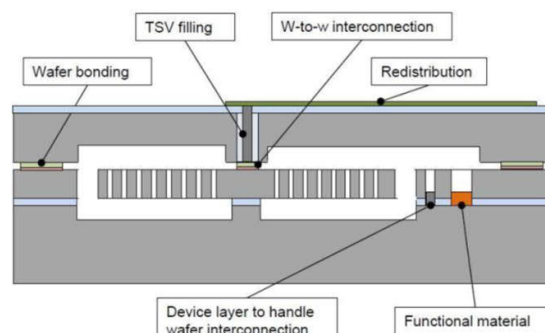 TSV filling
W-to-w interconnection
Wafer bonding
Redistribution
Device layer to handle
wafer interconnection
Functional material